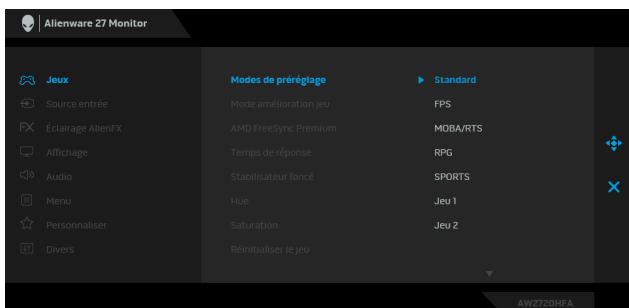 Alienware 27 Monitor
Jeux
Source entrée
Éclairage AlienFX
Affichage
Audio
Menu
Personnaliser
Divers
Modes de préréglage
Mode amélioration jeu
AMD FreeSync Premium
Temps de réponse
Stabilisateur foncé
Hue
Saturation
Réinitialiser le jeu
Standard
FPS
MOBA/RTS
RPG
SPORTS
Jeu 1
Jeu 2
AW2720HFA